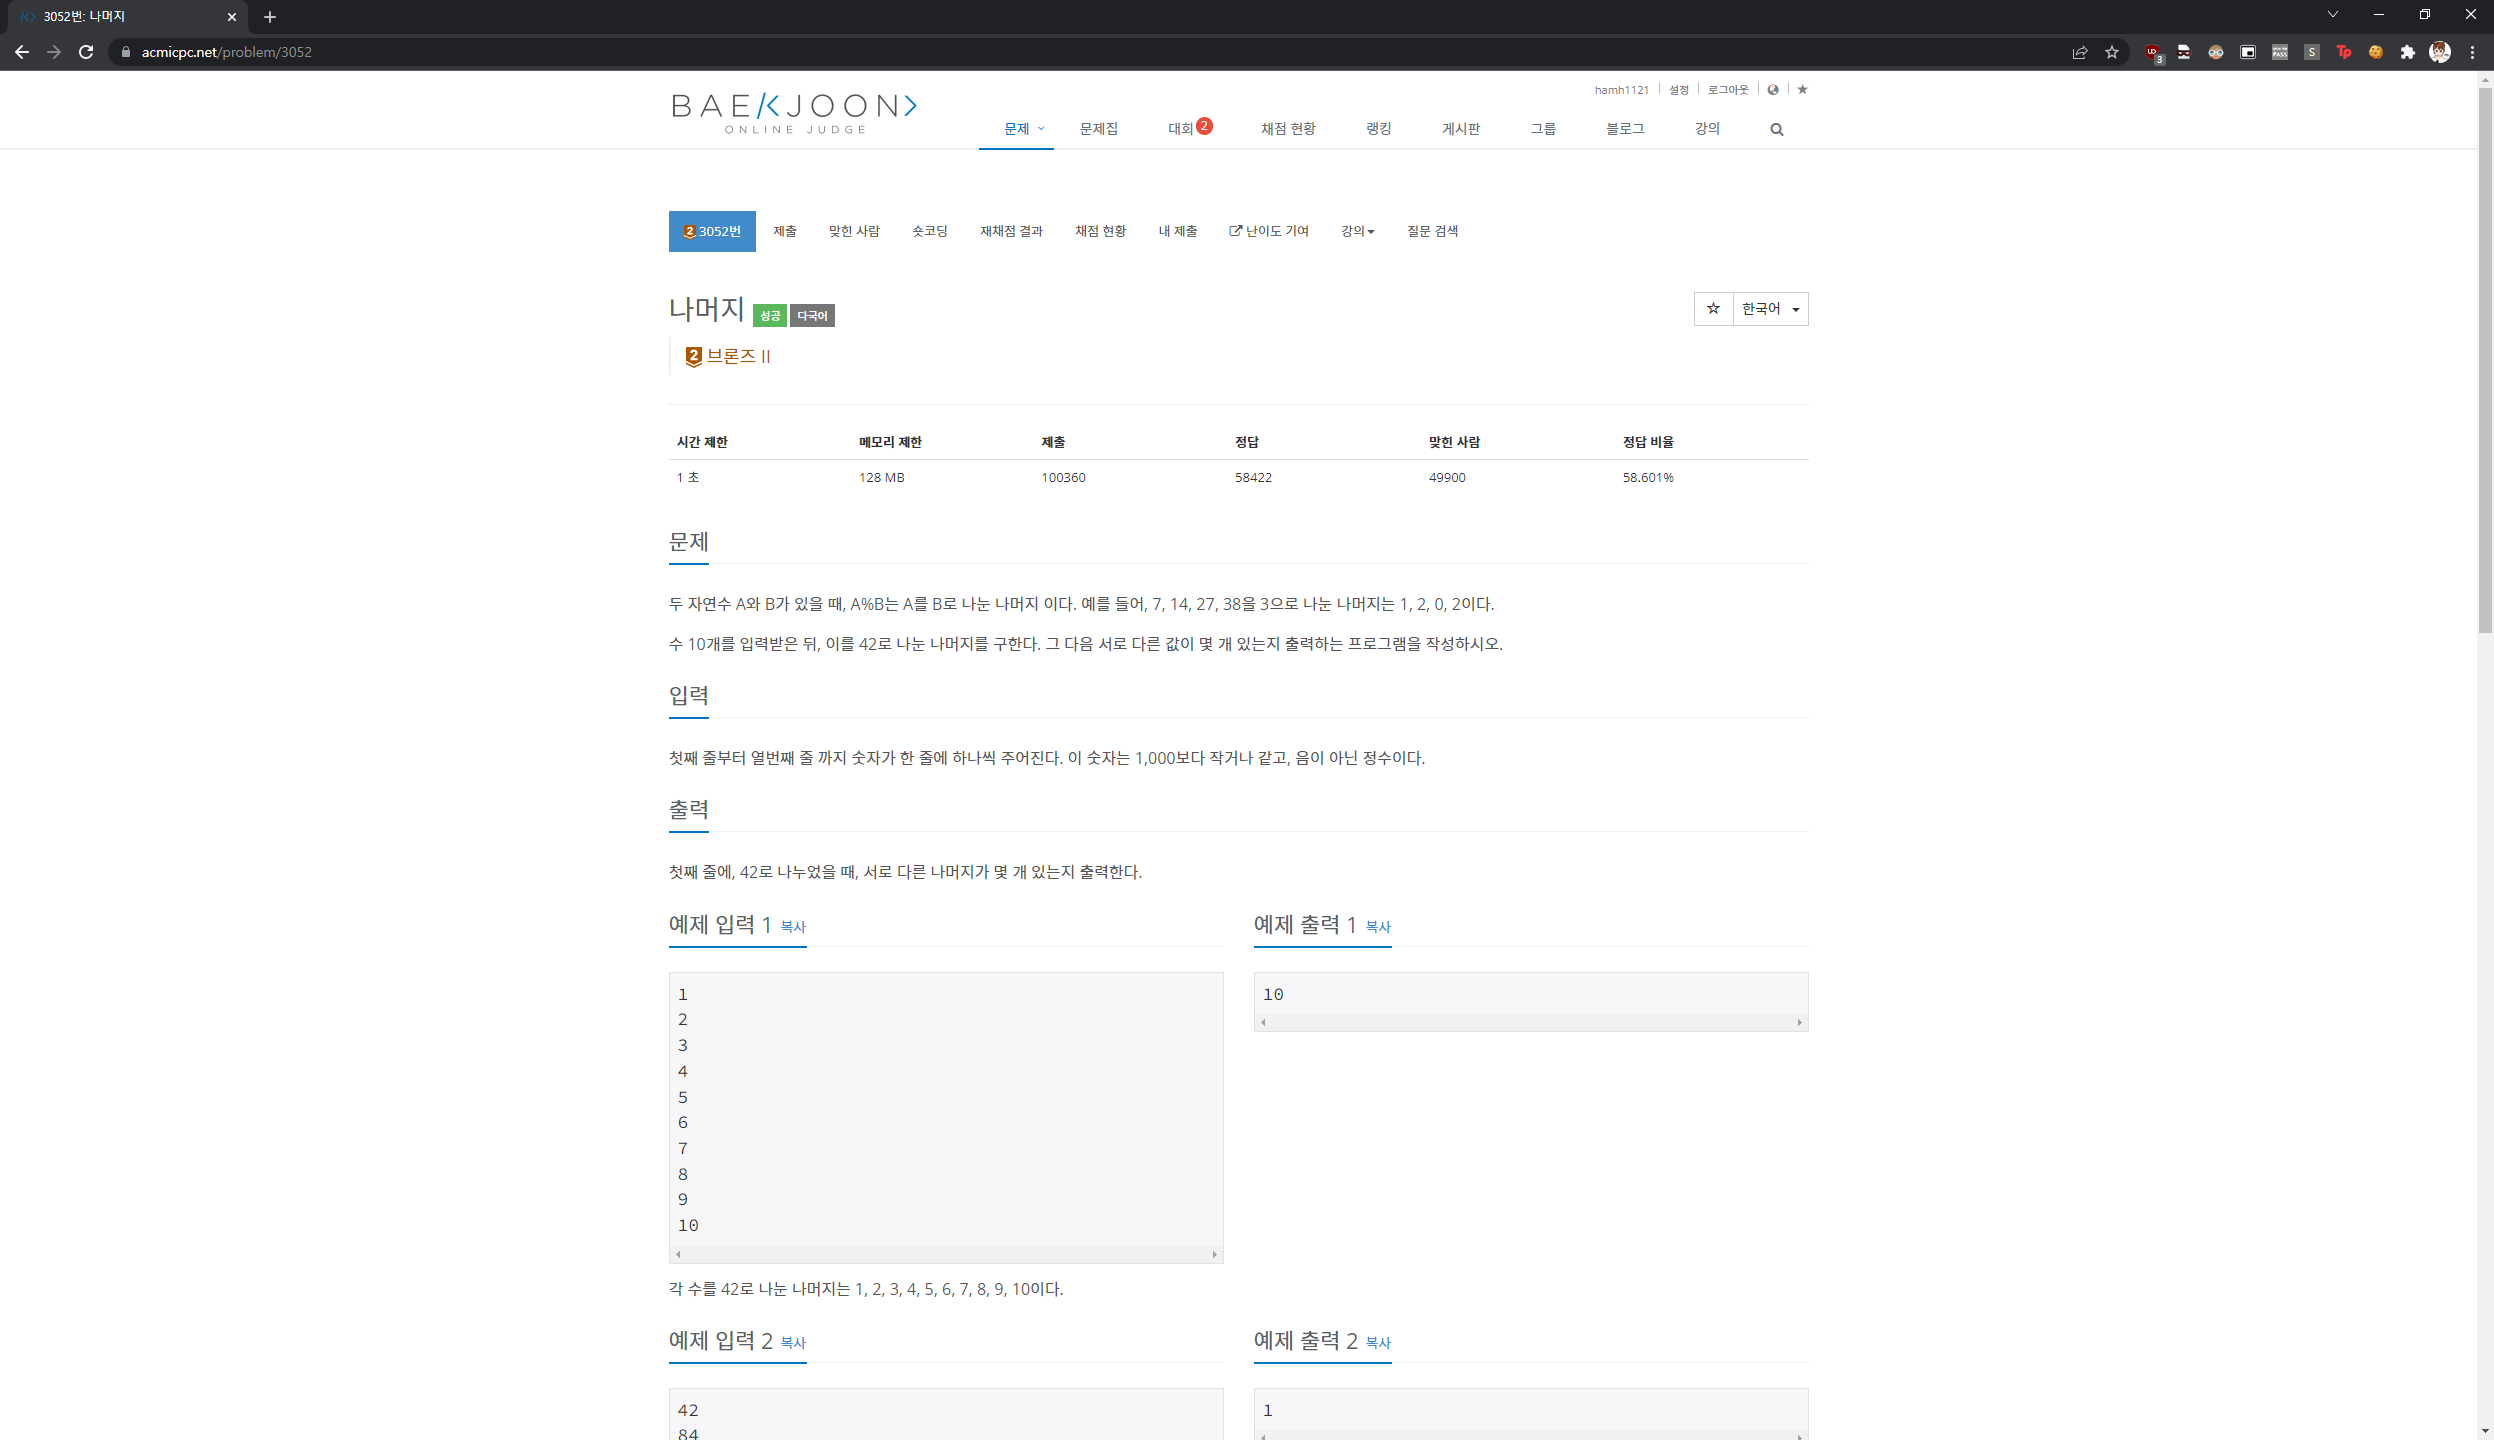 3052번: 나머지
acmicpc.net/problem/3052
3
S
Tp
hamh1121 설정 로그아웃
BAEKJOON>
ONLINE JUDGE
문제 문제집 대회 2 채점 현황 랭킹 게시판 그룹 블로그 강의
2 3052번 제출 맞힌 사람 숏코딩 재채점 결과 채점 현황 내 제출 난이도 기여 강의 질문 검색
나머지 성공 다국어
한국어
2 브론즈 II
시간 제한 메모리 제한 제출 정답 맞힌 사람 정답 비율
1 초 128 MB 100360 58422 49900 58.601%
문제
두 자연수 A와 B가 있을 때, A%B는 A를 B로 나눈 나머지 이다. 예를 들어, 7, 14, 27, 38을 3으로 나눈 나머지는 1, 2, 0, 2이다.
수 10개를 입력받은 뒤, 이를 42로 나눈 나머지를 구한다. 그 다음 서로 다른 값이 몇 개 있는지 출력하는 프로그램을 작성하시오.
입력
첫째 줄부터 열번째 줄 까지 숫자가 한 줄에 하나씩 주어진다. 이 숫자는 1,000보다 작거나 같고, 음이 아닌 정수이다.
출력
첫째 줄에, 42로 나누었을 때, 서로 다른 나머지가 몇 개 있는지 출력한다.
예제 입력 1 복사
1
2
3
4
5
6
7
8
9
10
예제 출력 1 복사
10
각 수를 42로 나눈 나머지는 1, 2, 3, 4, 5, 6, 7, 8, 9, 10이다.
예제 입력 2 복사
42
84
예제 출력 2 복사
1